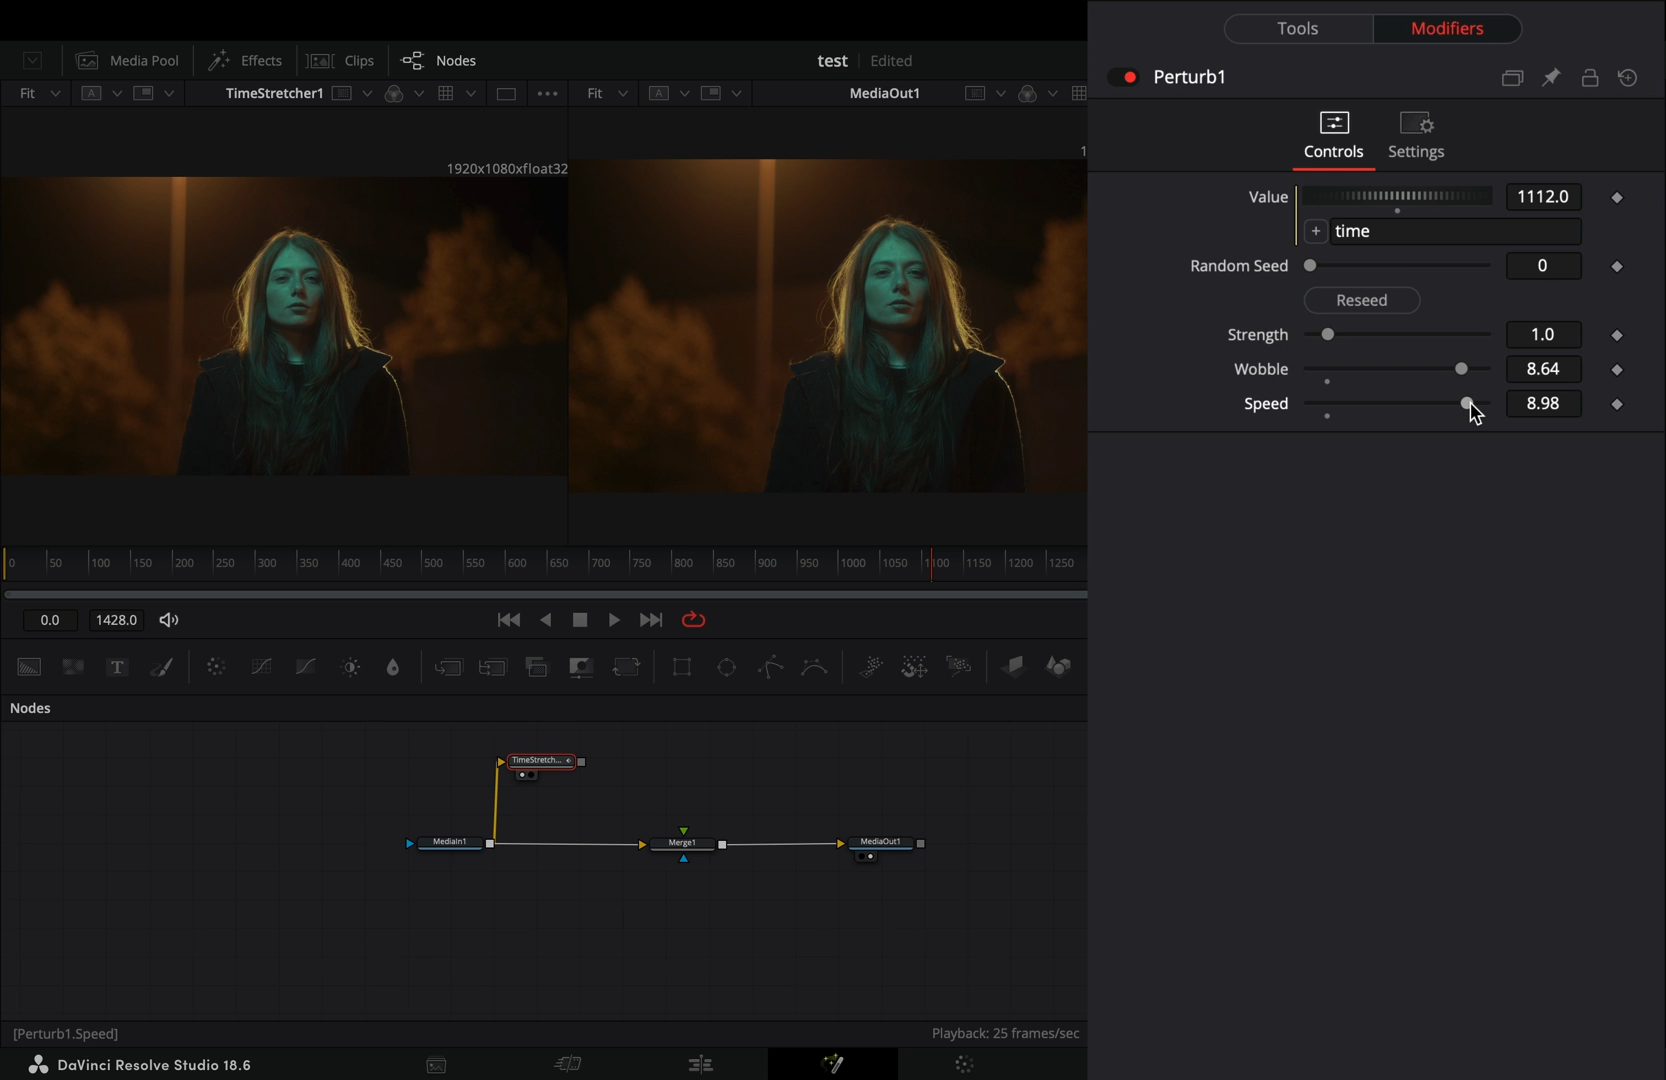 Tools Modifiers
Media Pool Effects Clips Nodes test Edited
Perturb1
Fit A TimeStretcher1 Fit A MediaOut1
Controls Settings
1920x1080xfloat32 1
Value 1112.0
time
Random Seed 0
Reseed
Strength 1.0
Wobble 8.64
Speed 8.98
0 50 100 150 200 250 300 350 400 450 500 550 600 650 700 750 800 850 900 950 1000 1050 1100 1150 1200 1250
0.0 1428.0
T
Nodes
TimeStretch...
MediaIn1 Merge1 MediaOut1
[Perturb1.Speed] Playback: 25 frames/sec
DaVinci Resolve Studio 18.6